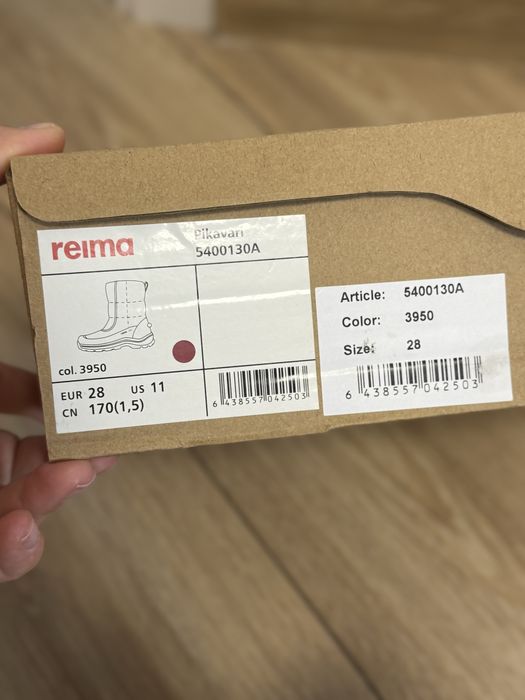 reima
Pikavari
5400130A
col. 3950
EUR 28 US 11
CN 170(1,5)
6 438557 042503
Article: 5400130A
Color: 3950
Size: 28
6 438557 042503